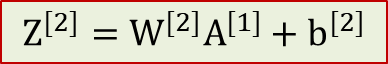 Z[2] = W[2]A[1] + b[2]